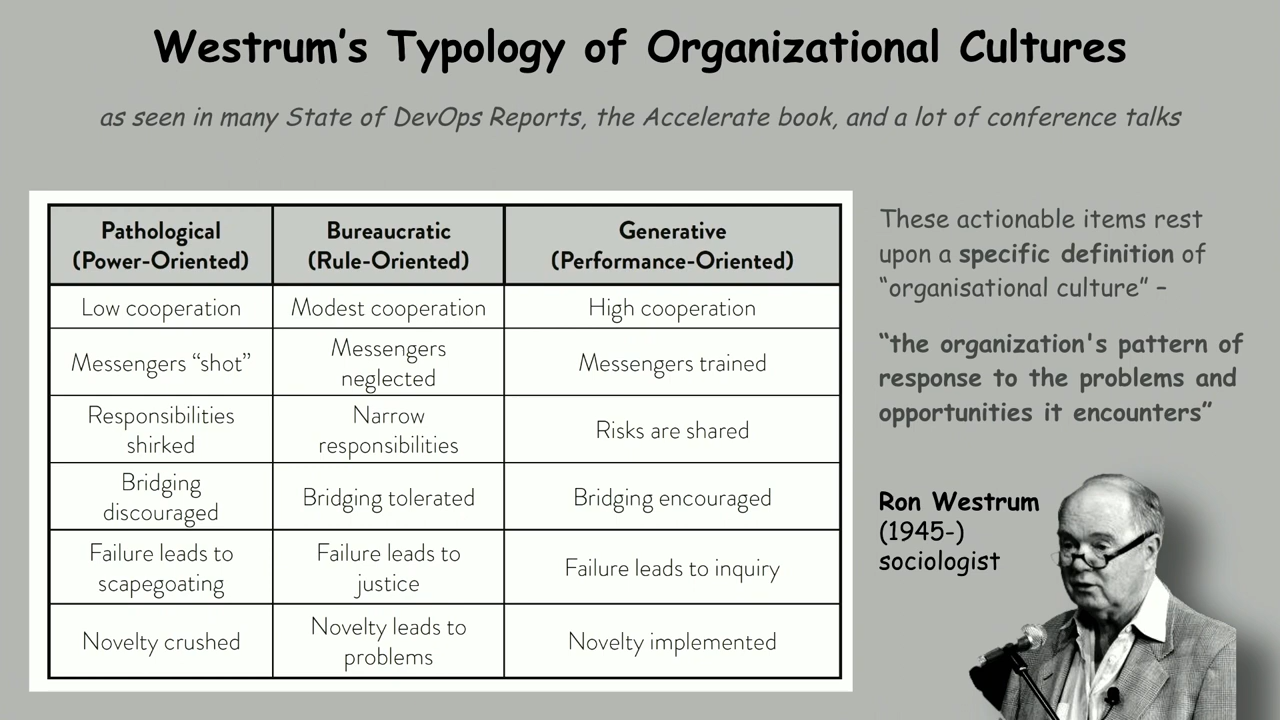 Westrum's Typology of Organizational Cultures
as seen in many State of DevOps Reports, the Accelerate book, and a lot of conference talks
Pathological
(Power-Oriented)
Bureaucratic
(Rule-Oriented)
Generative
(Performance-Oriented)
Low cooperation
Modest cooperation
High cooperation
Messengers “shot”
Messengers
neglected
Messengers trained
Responsibilities
shirked
Narrow
responsibilities
Risks are shared
Bridging
discouraged
Bridging tolerated
Bridging encouraged
Failure leads to
scapegoating
Failure leads to
justice
Failure leads to inquiry
Novelty crushed
Novelty leads to
problems
Novelty implemented
These actionable items rest
upon a specific definition of
“organisational culture” –
“the organization's pattern of
response to the problems and
opportunities it encounters”
Ron Westrum
(1945-)
sociologist